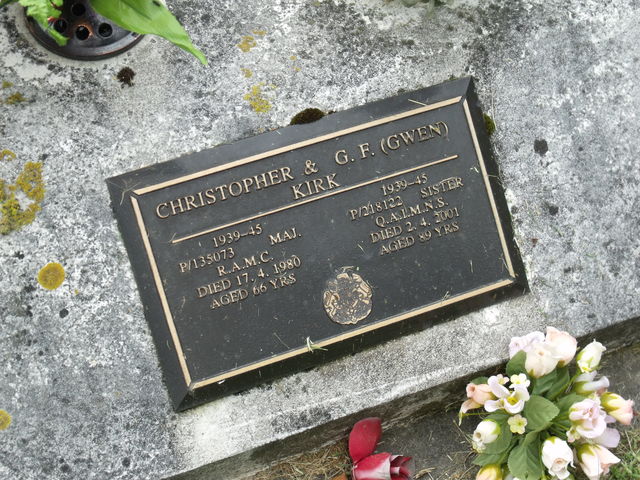 CHRISTOPHER & G. F. (GWEN)
KIRK
1939-45
P/135073 MAJ.
R.A.M.C.
DIED 17. 4. 1980
AGED 66 YRS
1939-45
P/218122 SISTER
Q.A.I.M.N.S.
DIED 2. 4. 2001
AGED 89 YRS